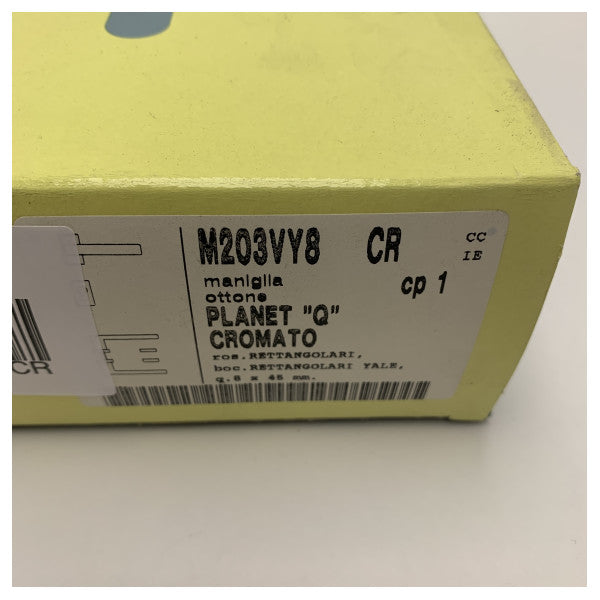 M203VY8 CR CC
IE
maniglia cp 1
ottone
PLANET "Q"
CROMATO
ros.RETTANGOLARI,
boc.RETTANGOLARI YALE,
q.8 x 45 mm.
CR